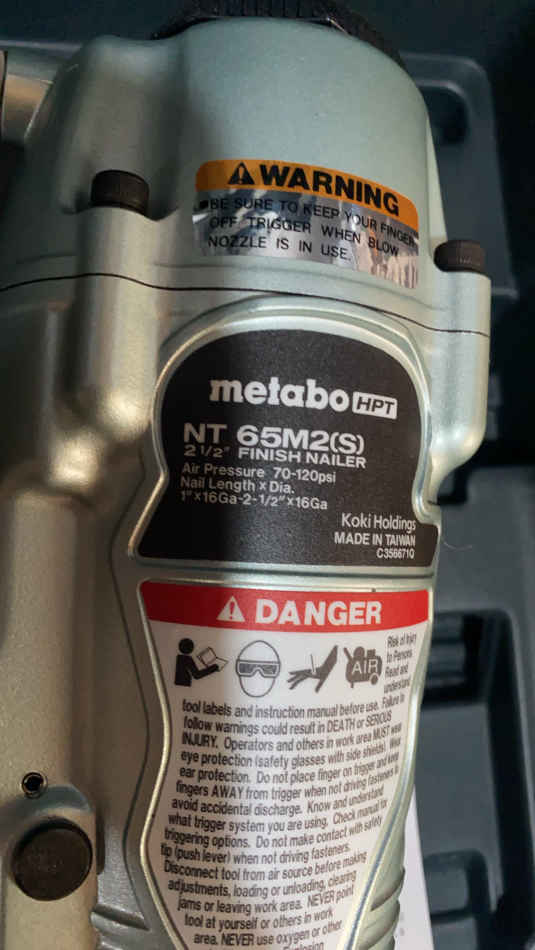 WARNING
BE SURE TO KEEP YOUR FINGER
OFF TRIGGER WHEN BLOW
NOZZLE IS IN USE.
metabo HPT
NT 65M2(S)
2 1/2" FINISH NAILER
Air Pressure 70-120psi
Nail Length x Dia.
1"x16Ga-2-1/2"x16Ga
Koki Holdings
MADE IN TAIWAN
C356671Q
DANGER
AIR
Risk of Injury
to Persons.
Read and
understand
tool labels and instruction manual before use. Failure to
follow warnings could result in DEATH or SERIOUS
INJURY. Operators and others in work area MUST wear
eye protection (safety glasses with side shields). Wear
ear protection. Do not place finger on trigger and keep
fingers AWAY from trigger when not driving fasteners to
avoid accidental discharge. Know and understand
what trigger system you are using. Check manual for
triggering options. Do not make contact with safety
tip (push lever) when not driving fasteners.
Disconnect tool from air source before making
adjustments, loading or unloading, clearing
jams or leaving work area. NEVER point
tool at yourself or others in work
area. NEVER use oxygen or other